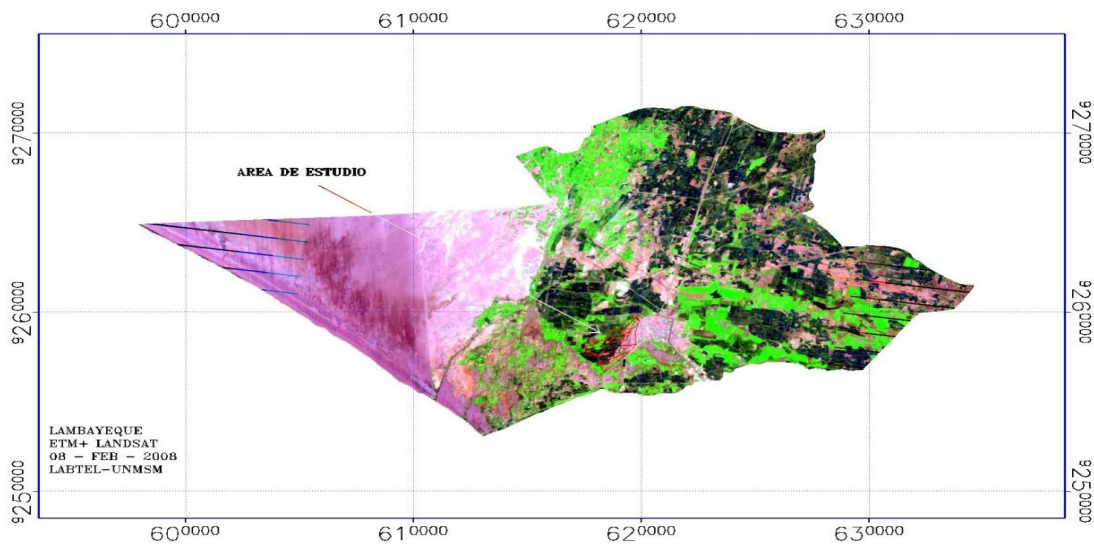 600000 610000 620000 630000
9270000 9270000
AREA DE ESTUDIO
9260000 9260000
LAMBAYEQUE
ETM+ LANDSAT
08 - FEB - 2008
LABTEL-UNMSM
9250000 9250000
600000 610000 620000 630000